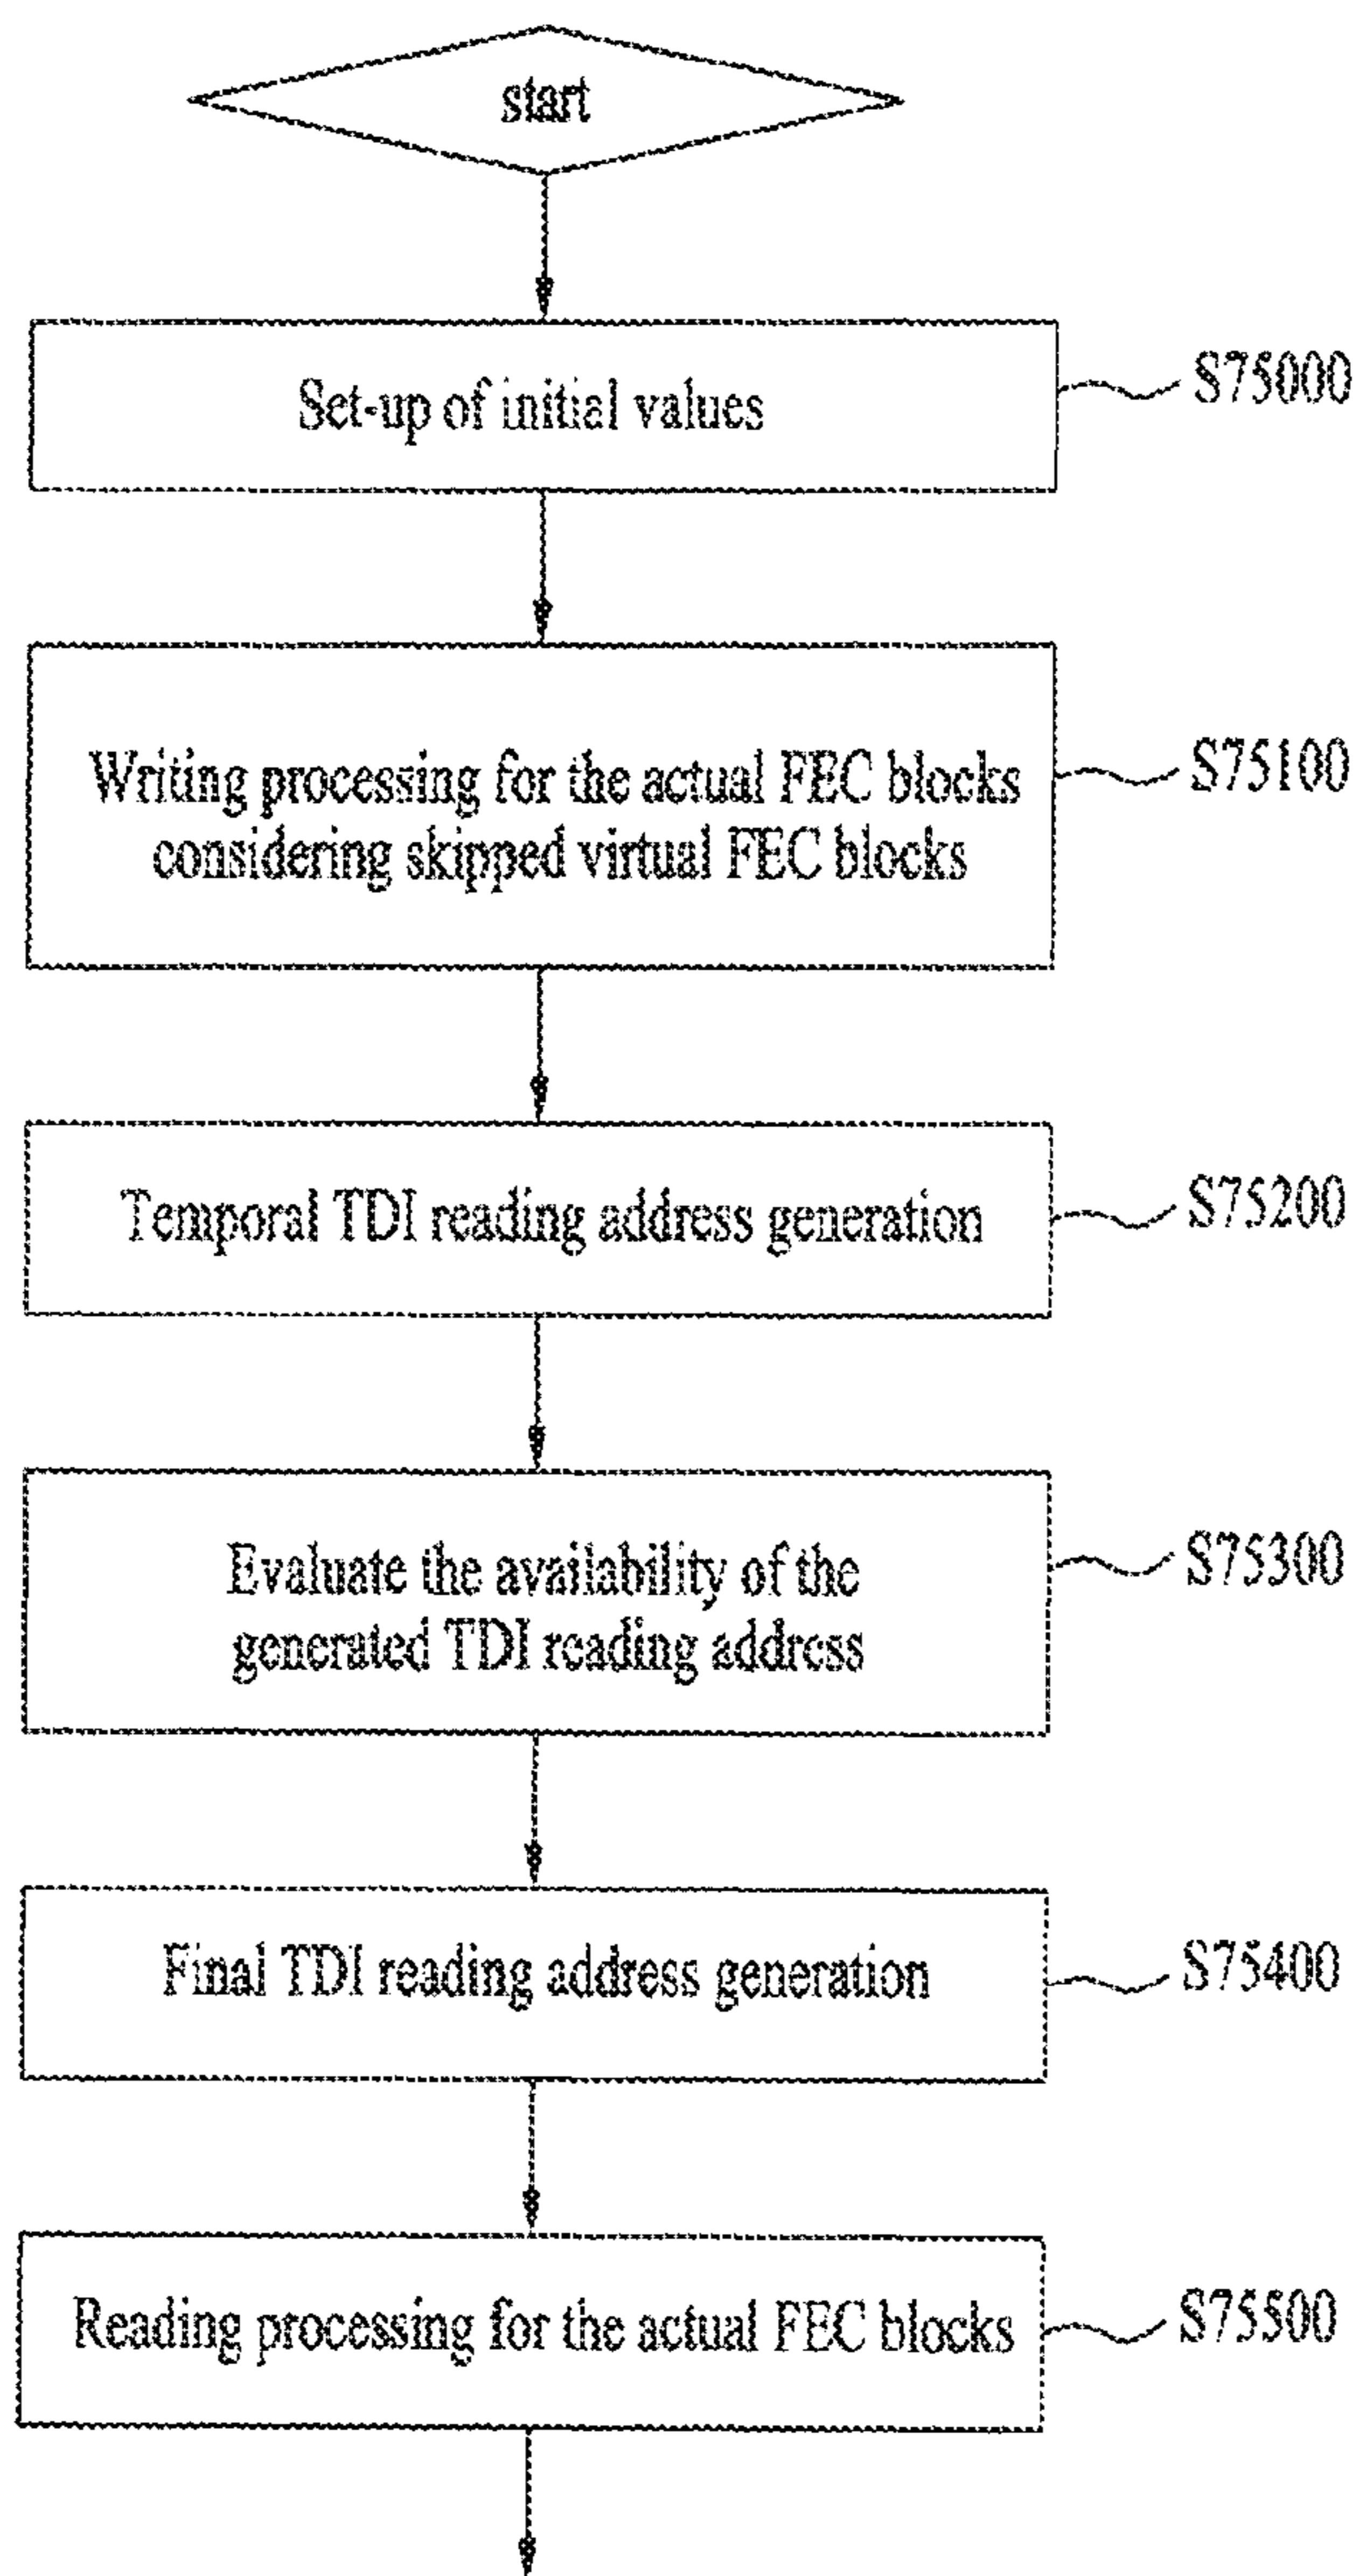 start
Set-up of initial values
S75000
Writing processing for the actual FEC blocks
considering skipped virtual FEC blocks
S75100
Temporal TDI reading address generation
S75200
Evaluate the availability of the
generated TDI reading address
S75300
Final TDI reading address generation
S75400
Reading processing for the actual FEC blocks
S75500